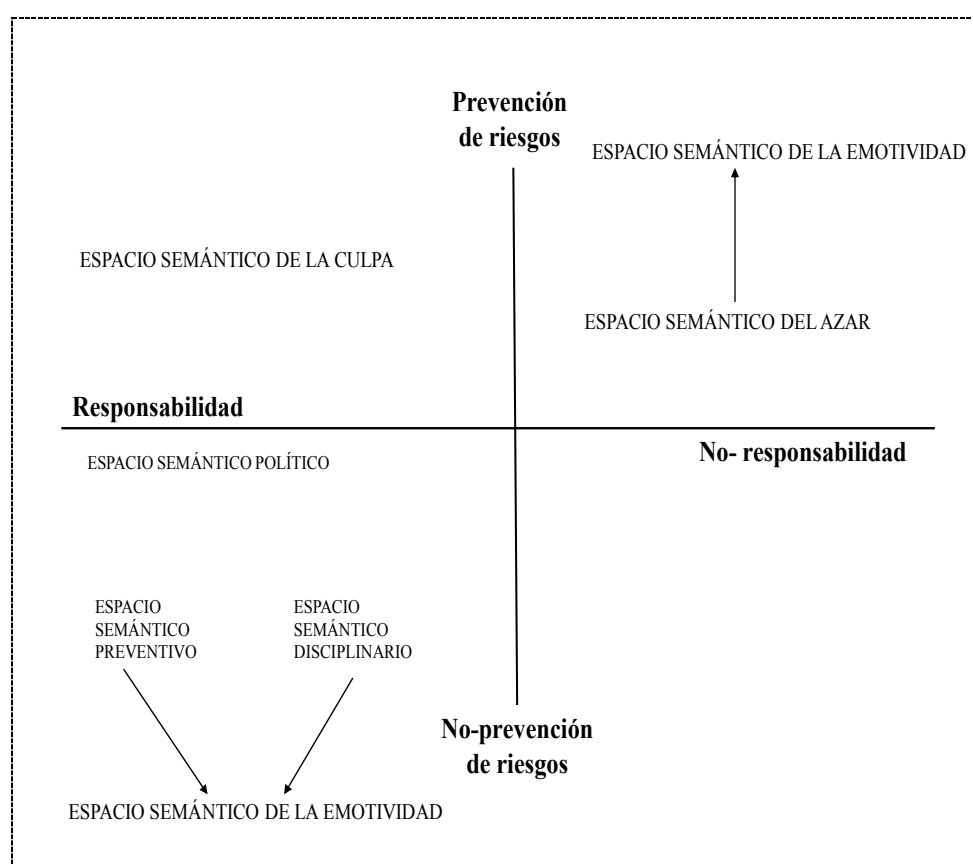 Prevención
de riesgos
ESPACIO SEMÁNTICO DE LA EMOTIVIDAD
ESPACIO SEMÁNTICO DE LA CULPA
ESPACIO SEMÁNTICO DEL AZAR
Responsabilidad
No- responsabilidad
ESPACIO SEMÁNTICO POLÍTICO
ESPACIO
SEMÁNTICO
PREVENTIVO
ESPACIO
SEMÁNTICO
DISCIPLINARIO
No-prevención
de riesgos
ESPACIO SEMÁNTICO DE LA EMOTIVIDAD